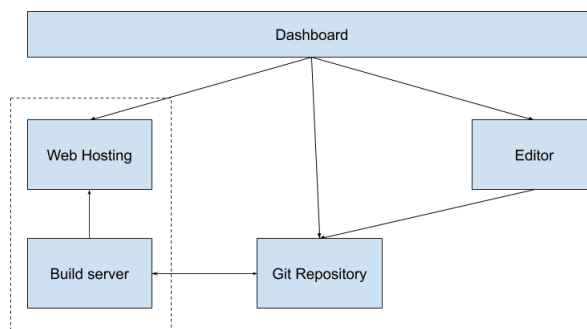 Dashboard
Web Hosting
Editor
Build server
Git Repository